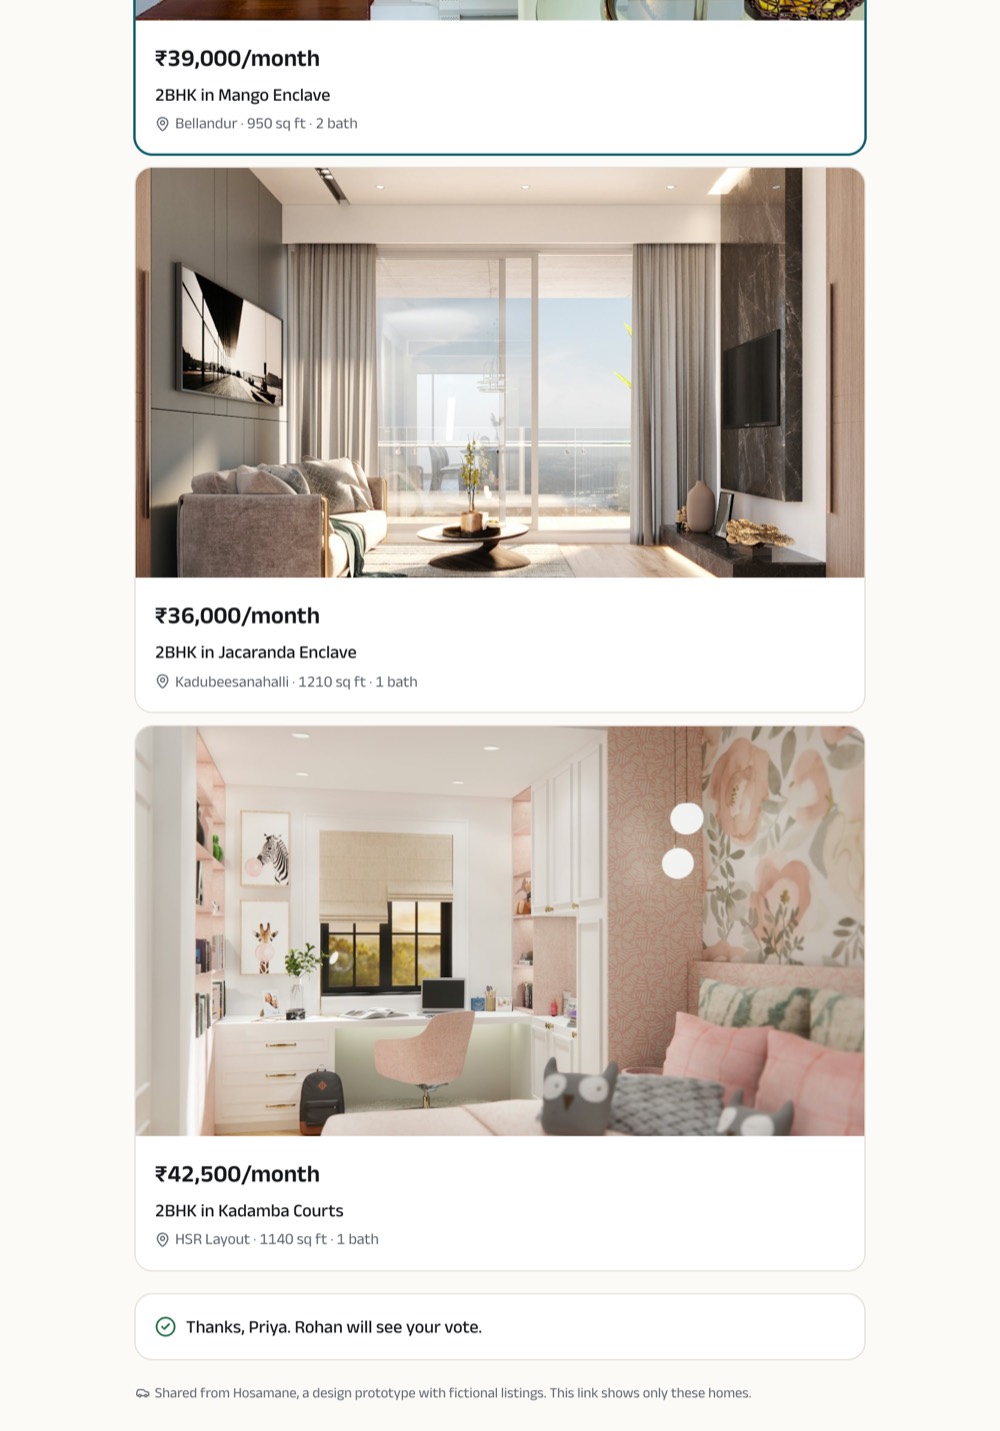 ₹39,000/month
2BHK in Mango Enclave
Bellandur · 950 sq ft · 2 bath
₹36,000/month
2BHK in Jacaranda Enclave
Kadubeesanahalli · 1210 sq ft · 1 bath
₹42,500/month
2BHK in Kadamba Courts
HSR Layout · 1140 sq ft · 1 bath
Thanks, Priya. Rohan will see your vote.
Shared from Hosamane, a design prototype with fictional listings. This link shows only these homes.